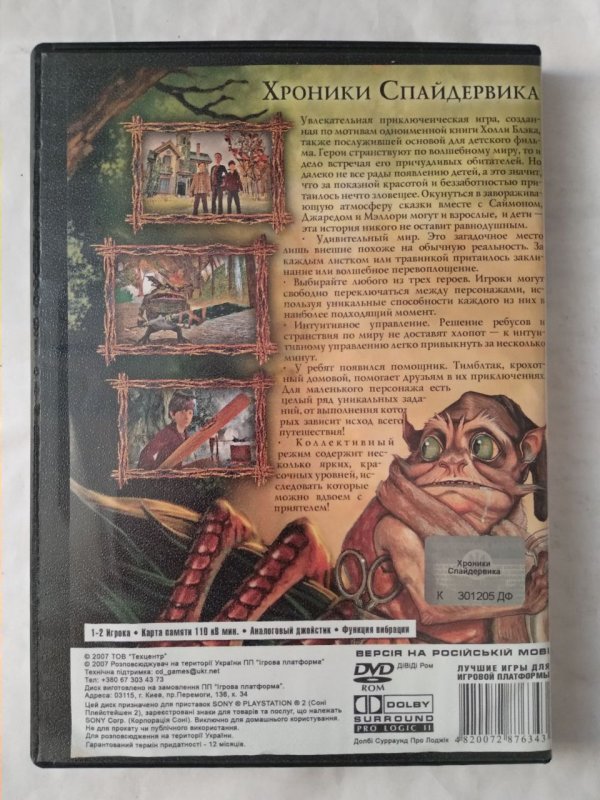 Хроники Спайдервика
Увлекательная приключенческая игра, создан-
ная по мотивам одноименной книги Холли Блэка,
также послужившей основой для детского филь-
ма. Герои странствуют по волшебному миру, то и
дело встречая его причудливых обитателей. Но
далеко не все рады появлению детей, а это значит,
что за показной красотой и беззаботностью при-
таилось нечто зловещее. Окунуться в заворажива-
ющую атмосферу сказки вместе с Саймоном,
Джаредом и Мэллори могут и взрослые, и дети —
эта история никого не оставит равнодушным.
· Удивительный мир. Это загадочное место
лишь внешне похоже на обычную реальность. За
каждым листком или травинкой притаилось закли-
нание или волшебное перевоплощение.
· Выбирайте любого из трех героев. Игроки могут
свободно переключаться между персонажами, ис-
пользуя уникальные способности каждого из них в
наиболее подходящий момент.
· Интуитивное управление. Решение ребусов и
странствия по миру не доставят хлопот — к интуи-
тивному управлению легко привыкнуть за несколько
минут.
· У ребят появился помощник. Тимблтак, крохот-
ный домовой, помогает друзьям в их приключениях.
Для маленького персонажа есть
целый ряд уникальных зада-
ний, от выполнения кото-
рых зависит исход всего
путешествия!
· Коллективный
режим содержит нес-
колько ярких, кра-
сочных уровней, ис-
следовать которые
можно вдвоем с
приятелем!
Хроники
Спайдервика
К 301205 ДФ
1-2 Игрока • Карта памяти 110 кВ мин. • Аналоговый джойстик • Функция вибрации
© 2007 ТОВ "Техцентр"
© 2007 Розповсюджувач на території України ПП "Ігрова платформа"
Технічна підтримка: cd_games@ukr.net
Тел: +380 67 303 43 73
Диск виготовлено на замовлення ПП "Ігрова платформа".
Адреса: 03115, г. Киев, пр.Перемоги, 136, к. 34
Цей диск призначено для приставок SONY ® PLAYSTATION ® 2 (Соні
Плейстейшен 2), зареєстровані знаки для товарів та послуг, що належать
SONY Corp. (Корпорація Соні). Виключно для домашнього користування.
Не для прокату чи публічного використання.
Для розповсюдження на території України.
Гарантований термін придатності - 12 місяців.
ВЕРСІЯ НА РОСІЙСЬКІЙ МОВІ
DVD
ROM
ДіВіДі Ром
DOLBY
SURROUND
PRO LOGIC II
Долбі Сурраунд Про Лоджік
ЛУЧШИЕ ИГРЫ ДЛЯ
ИГРОВОЙ ПЛАТФОРМЫ
4820072876343